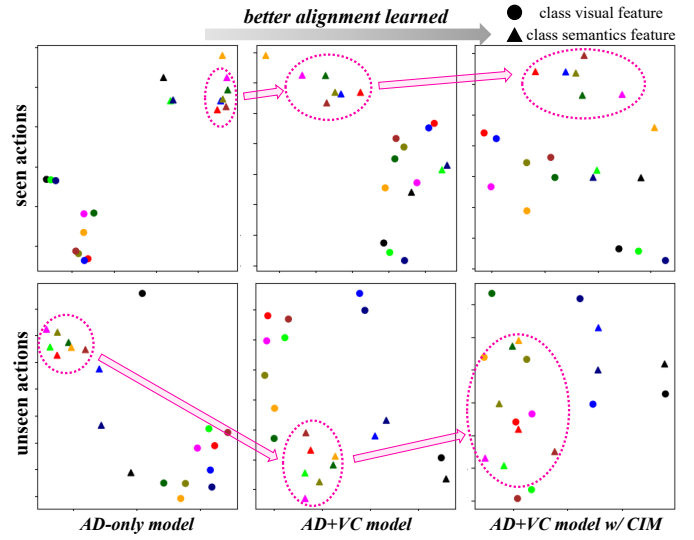 better alignment learned
class visual feature
class semantics feature
seen actions
unseen actions
AD-only model
AD+VC model
AD+VC model w/ CIM